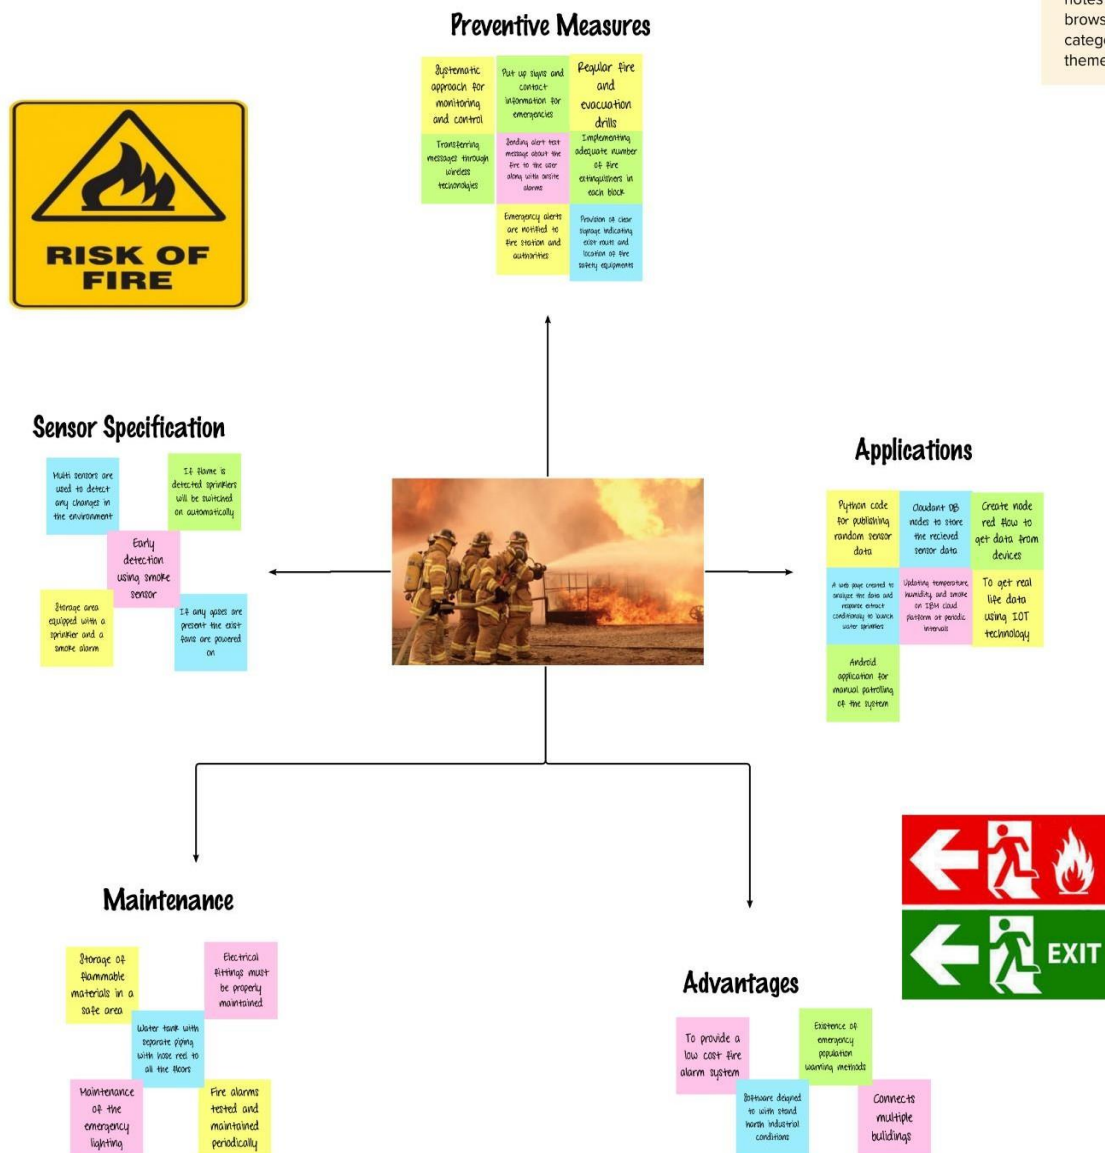 notes
brows
catego
theme
Preventive Measures
Systematic
approach for
monitoring
and control
Put up signs and
contact
information for
emergencies
Regular fire
and
evacuation
drills
Transferring
messages through
wireless
techonolgies
Sending alert text
message about the
fire to the user
along with onsite
alarms
Implementing
adequate number
of fire
extinguishers in
each block
Emergency alerts
are notified to
fire station and
authorities
Provision of clear
signage indicating
exist route and
location of fire
safety equipments
RISK OF
FIRE
Sensor Specification
Multi sensors are
used to detect
any changes in
the environment
If flame is
detected sprinklers
will be switched
on automatically
Early
detection
using smoke
sensor
Storage area
equipped with a
sprinkler and a
smoke alarm
If any gases are
present the exist
fans are powered
on
Applications
Python code
for publishing
random sensor
data
Cloudant DB
nodes to store
the recieved
sensor data
Create node
red flow to
get data from
devices
A web page created to
analyze the data and
response extract
conditionaly to launch
water sprinklers
Updating temperature,
humidity, and smoke
on IBM cloud
platform at periodic
intervals
To get real
life data
using IOT
technology
Android
application for
manual patrolling
of the system
Maintenance
Storage of
flammable
materials in a
safe area
Electrical
fittings must
be properly
maintained
Water tank with
separate piping
with hose reel to
all the floors
Maintenance
of the
emergency
lighting
Fire alarms
tested and
maintained
periodically
EXIT
Advantages
To provide a
low cost fire
alarm system
Existence of
emergency
population
warning methods
Software deigned
to with stand
harsh industrial
conditions
Connects
multiple
bulidings